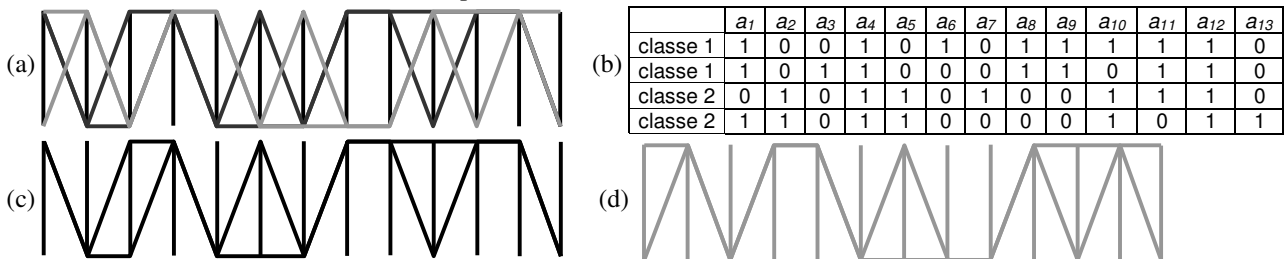 (a)
(b)
a1 a2 a3 a4 a5 a6 a7 a8 a9 a10 a11 a12 a13
classe 1 1 0 0 1 0 1 0 1 1 1 1 1 0
classe 1 1 0 1 1 0 0 0 1 1 0 1 1 0
classe 2 0 1 0 1 1 0 1 0 0 1 1 1 0
classe 2 1 1 0 1 1 0 0 0 0 1 0 1 1
(c)
(d)